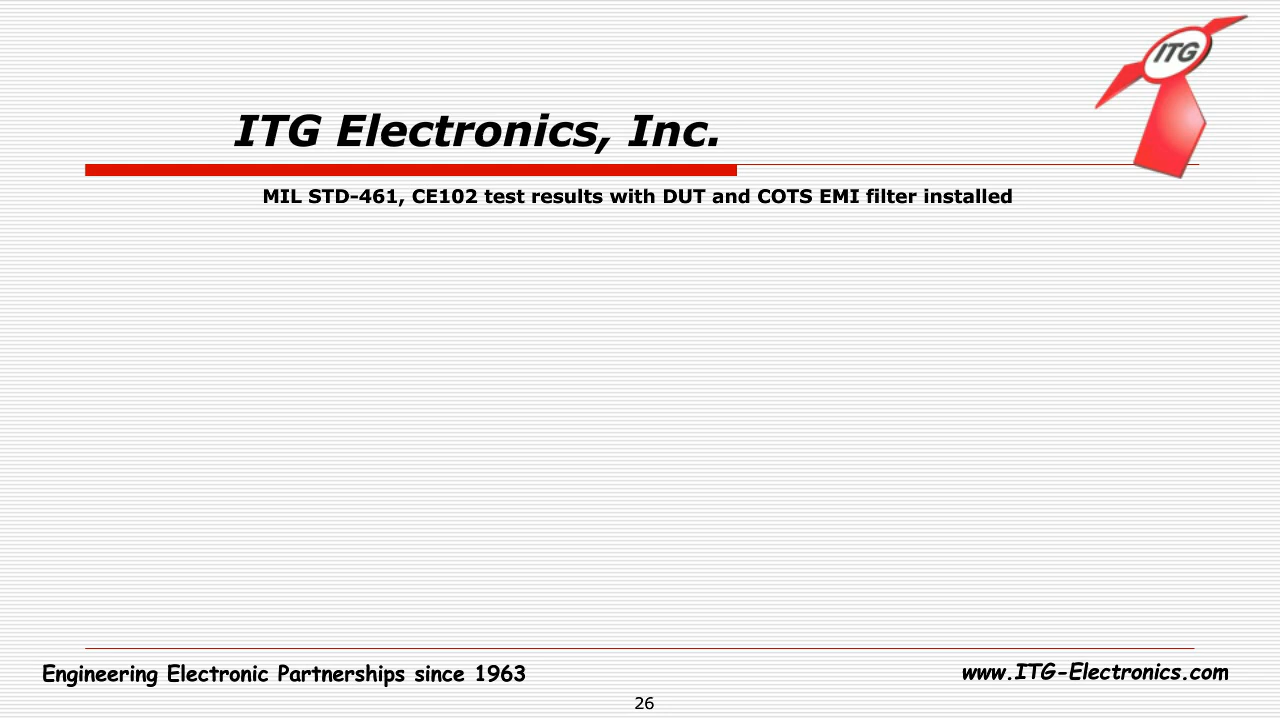 ITG
ITG Electronics, Inc.
MIL STD-461, CE102 test results with DUT and COTS EMI filter installed
Engineering Electronic Partnerships since 1963
www.ITG-Electronics.com
26